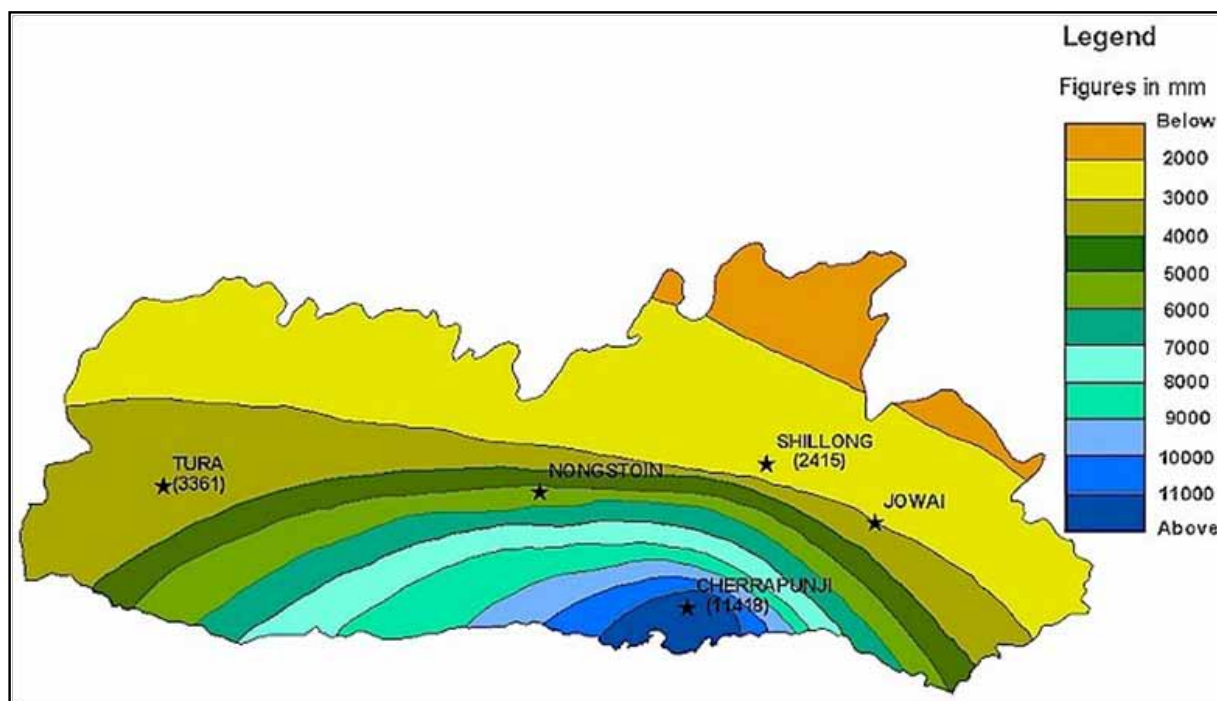 Legend
Figures in mm
Below
2000
3000
4000
5000
6000
7000
8000
9000
10000
11000
Above
SHILLONG
(2415)
TURA
(3361)
NONGSTOIN
JOWAI
CHERRAPUNJI
(11418)